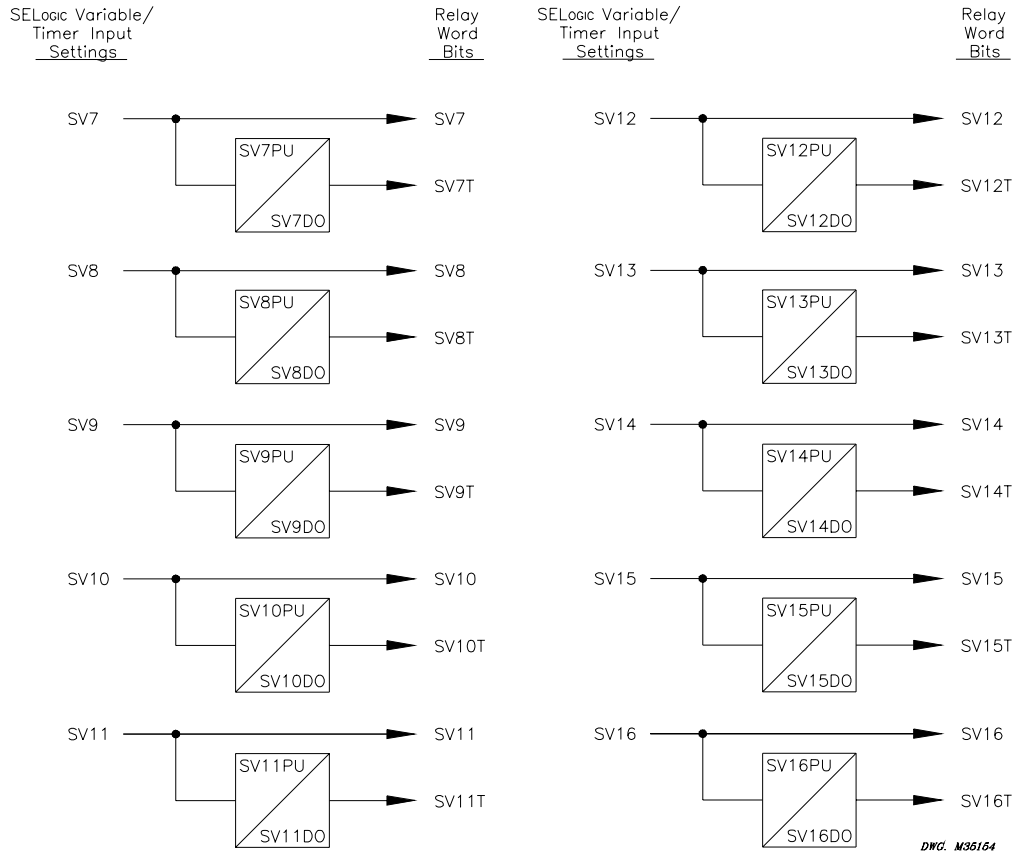 SELogic Variable/
Timer Input
Settings
Relay
Word
Bits
SV7
SV7PU
SV7DO
SV7
SV7T
SV8
SV8PU
SV8DO
SV8
SV8T
SV9
SV9PU
SV9DO
SV9
SV9T
SV10
SV10PU
SV10DO
SV10
SV10T
SV11
SV11PU
SV11DO
SV11
SV11T
SELogic Variable/
Timer Input
Settings
Relay
Word
Bits
SV12
SV12PU
SV12DO
SV12
SV12T
SV13
SV13PU
SV13DO
SV13
SV13T
SV14
SV14PU
SV14DO
SV14
SV14T
SV15
SV15PU
SV15DO
SV15
SV15T
SV16
SV16PU
SV16DO
SV16
SV16T
DWG. M35154